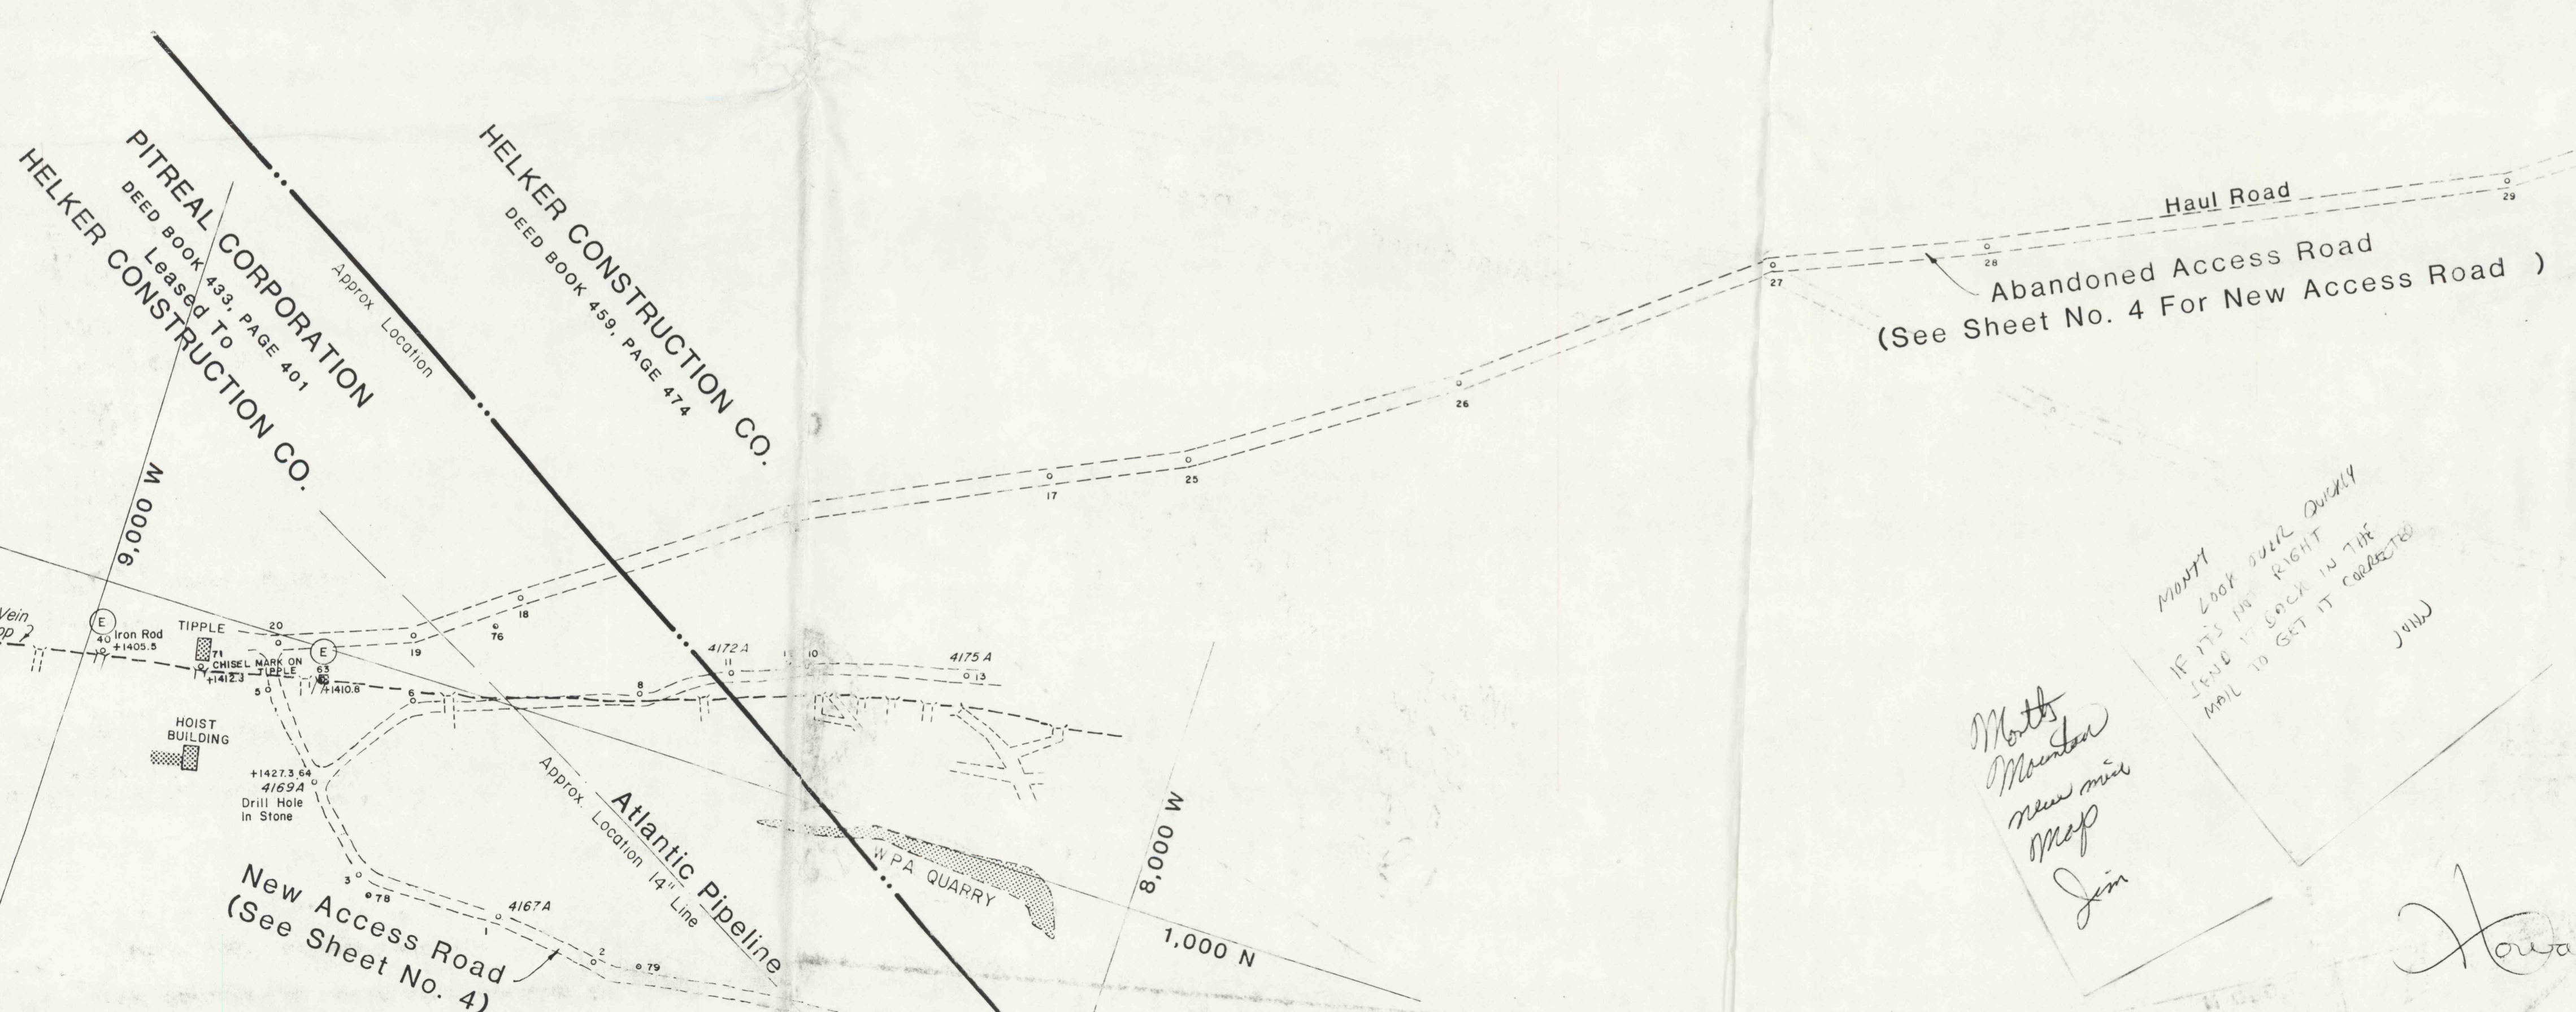 PITREAL CORPORATION
DEED BOOK 433, PAGE 401
Leased To
HELKER CONSTRUCTION CO.
Approx Location
HELKER CONSTRUCTION CO.
DEED BOOK 459, PAGE 474
Haul Road
29
28
27
Abandoned Access Road
(See Sheet No. 4 For New Access Road )
26
25
17
9,000 W
18
76
19
20
Vein
E
40 Iron Rod
+1405.5
TIPPLE
71
CHISEL MARK ON
TIPPLE
+1412.3
E
63
+1410.8
5
6
8
4172 A
11
10
4175 A
13
HOIST
BUILDING
+1427.3 64
4169A
Drill Hole
In Stone
3
78
4167A
1
2
79
New Access Road
(See Sheet No. 4)
Atlantic Pipeline
Approx. Location 14" Line
WPA QUARRY
8,000 W
1,000 N
MONTY
LOOK OVER QUICKLY
IF IT'S NOT RIGHT
SEND IT BACK IN THE
MAIL TO GET IT CORRECTED
JOHN
Mountain
new
Map
Jim